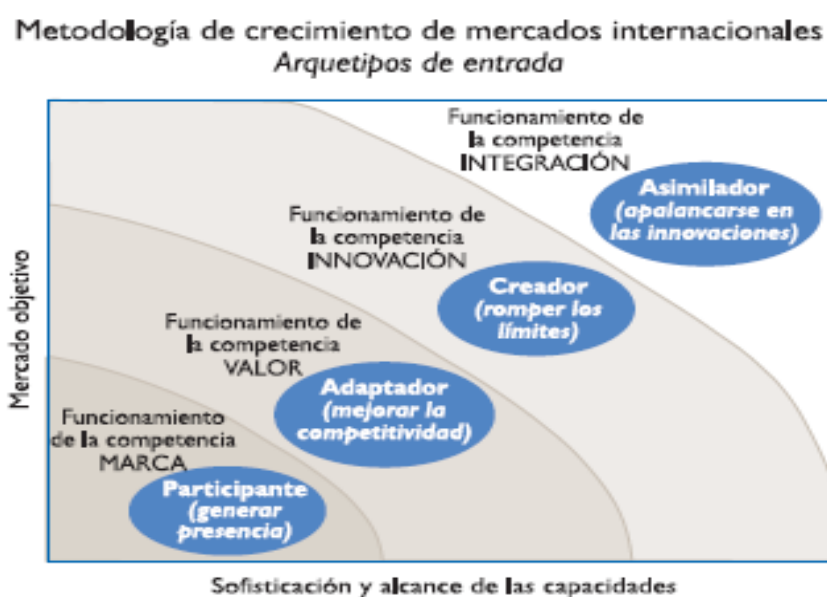 Metodología de crecimiento de mercados internacionales
Arquetipos de entrada
Funcionamiento de
la competencia
INTEGRACIÓN
Asimilador
(apalancarse en
las innovaciones)
Funcionamiento de
la competencia
INNOVACIÓN
Creador
(romper los
límites)
Funcionamiento de
la competencia
VALOR
Adaptador
(mejorar la
competitividad)
Funcionamiento
de la competencia
MARCA
Participante
(generar
presencia)
Mercado objetivo
Sofisticación y alcance de las capacidades